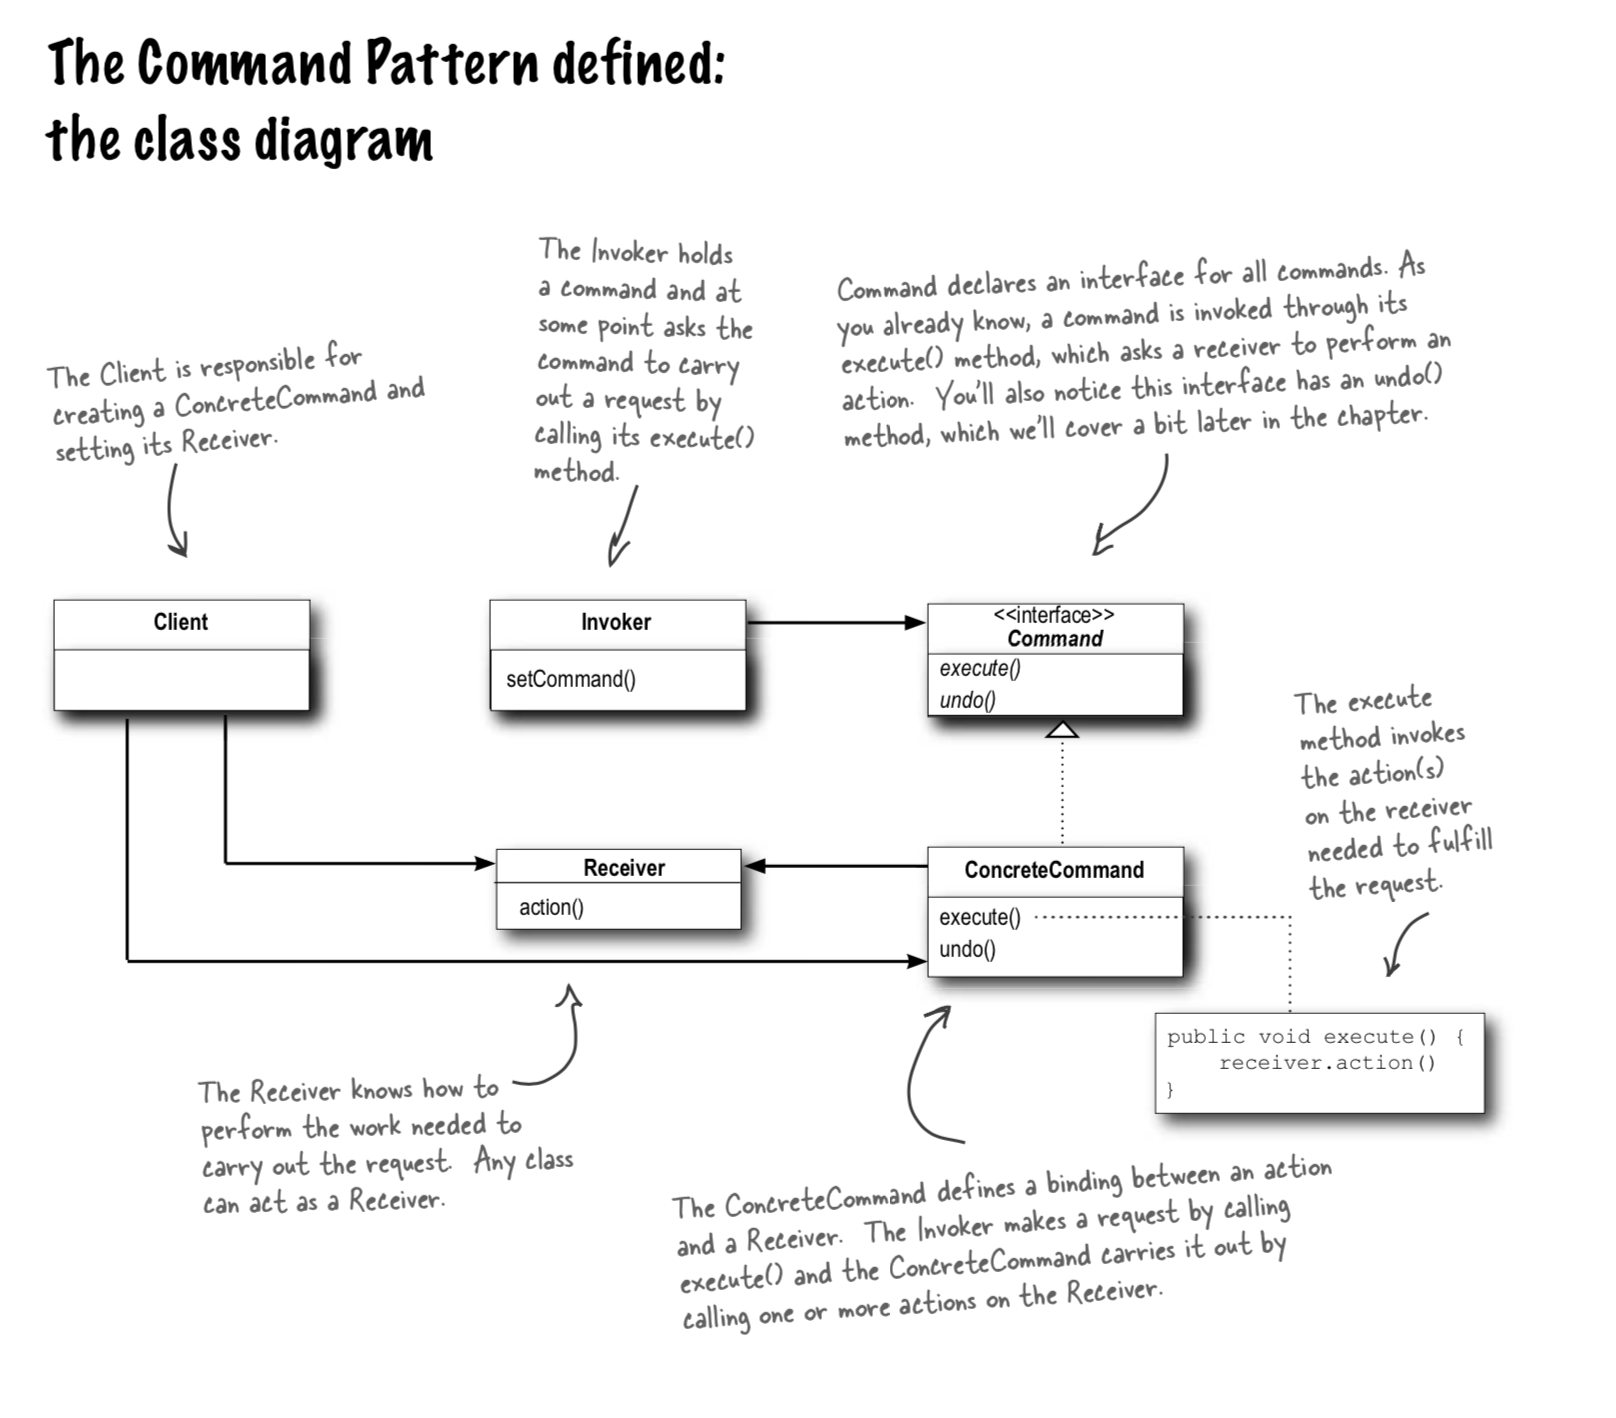 The Command Pattern defined:
the class diagram
The Client is responsible for
creating a ConcreteCommand and
setting its Receiver.
The Invoker holds
a command and at
some point asks the
command to carry
out a request by
calling its execute()
method.
Command declares an interface for all commands. As
you already know, a command is invoked through its
execute() method, which asks a receiver to perform an
action. You'll also notice this interface has an undo()
method, which we'll cover a bit later in the chapter.
Client
Invoker
setCommand()
<<interface>>
Command
execute()
undo()
The execute
method invokes
the action(s)
on the receiver
needed to fulfill
the request.
Receiver
action()
ConcreteCommand
execute()
undo()
public void execute() {
receiver.action()
}
The Receiver knows how to
perform the work needed to
carry out the request. Any class
can act as a Receiver.
The ConcreteCommand defines a binding between an action
and a Receiver. The Invoker makes a request by calling
execute() and the ConcreteCommand carries it out by
calling one or more actions on the Receiver.